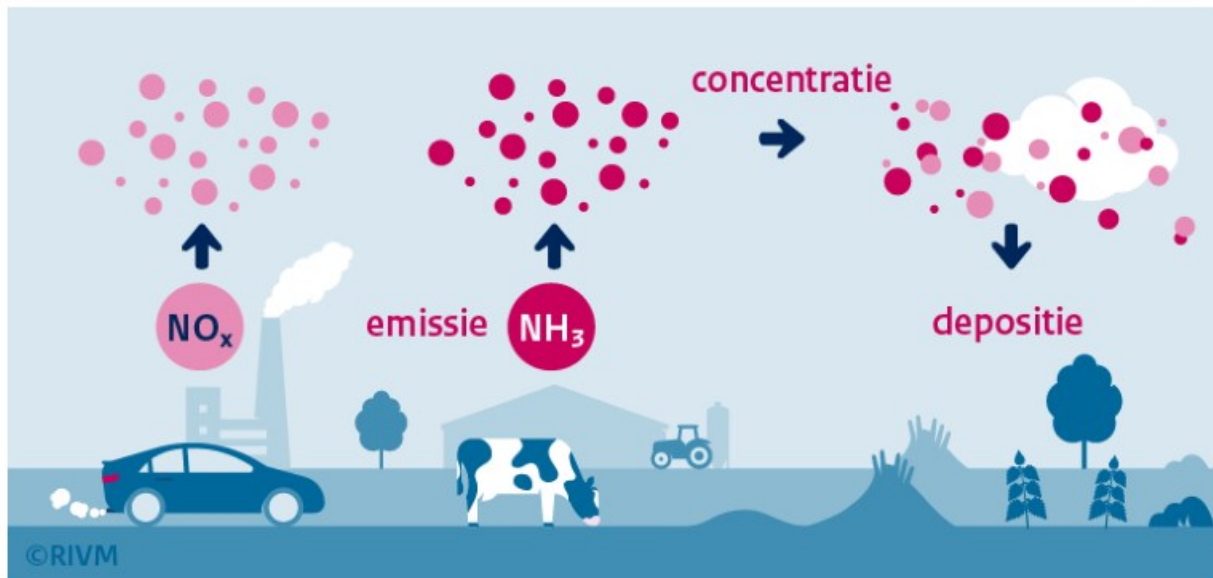 concentratie
NOₓ
emissie
NH₃
depositie
©RIVM